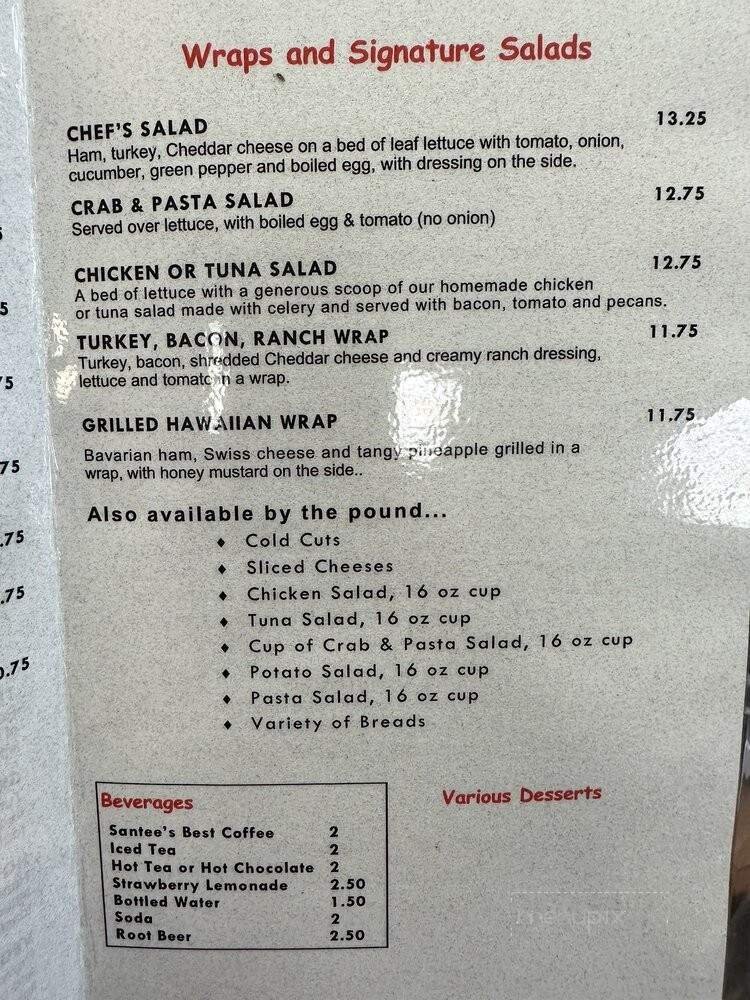 Wraps and Signature Salads
CHEF'S SALAD 13.25
Ham, turkey, Cheddar cheese on a bed of leaf lettuce with tomato, onion,
cucumber, green pepper and boiled egg, with dressing on the side.
CRAB & PASTA SALAD 12.75
Served over lettuce, with boiled egg & tomato (no onion)
CHICKEN OR TUNA SALAD 12.75
A bed of lettuce with a generous scoop of our homemade chicken
or tuna salad made with celery and served with bacon, tomato and pecans.
TURKEY, BACON, RANCH WRAP 11.75
Turkey, bacon, shredded Cheddar cheese and creamy ranch dressing,
lettuce and tomato in a wrap.
GRILLED HAWAIIAN WRAP 11.75
Bavarian ham, Swiss cheese and tangy pineapple grilled in a
wrap, with honey mustard on the side..
Also available by the pound...
♦ Cold Cuts
♦ Sliced Cheeses
♦ Chicken Salad, 16 oz cup
♦ Tuna Salad, 16 oz cup
♦ Cup of Crab & Pasta Salad, 16 oz cup
♦ Potato Salad, 16 oz cup
♦ Pasta Salad, 16 oz cup
♦ Variety of Breads
Beverages
Santee's Best Coffee 2
Iced Tea 2
Hot Tea or Hot Chocolate 2
Strawberry Lemonade 2.50
Bottled Water 1.50
Soda 2
Root Beer 2.50
Various Desserts